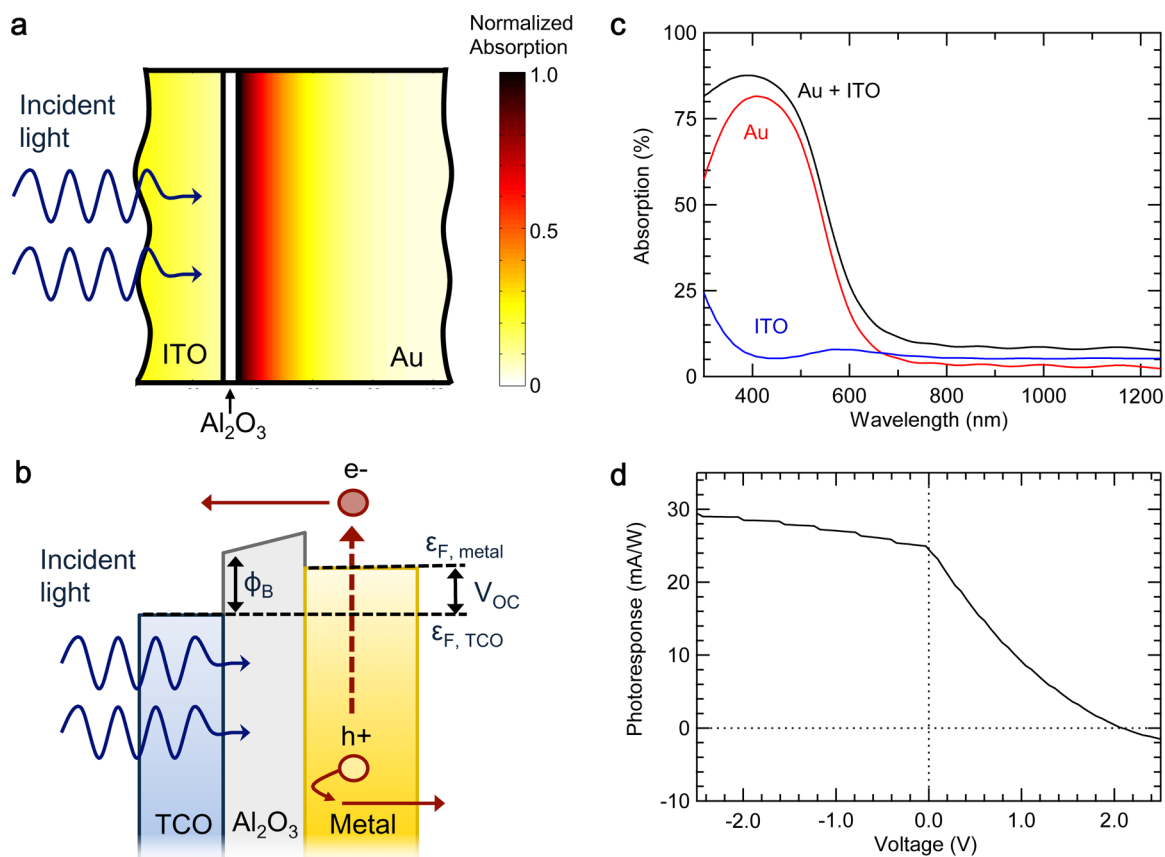 a
Normalized
Absorption
1.0
0.5
0
Incident
light
ITO
Au
Al₂O₃
b
e-
Incident
light
ϕB
εF, metal
VOC
εF, TCO
h+
TCO
Al₂O₃
Metal
c
100
75
50
25
0
Absorption (%)
Au + ITO
Au
ITO
400
600
800
1000
1200
Wavelength (nm)
d
30
20
10
0
-10
Photoresponse (mA/W)
-2.0
-1.0
0.0
1.0
2.0
Voltage (V)